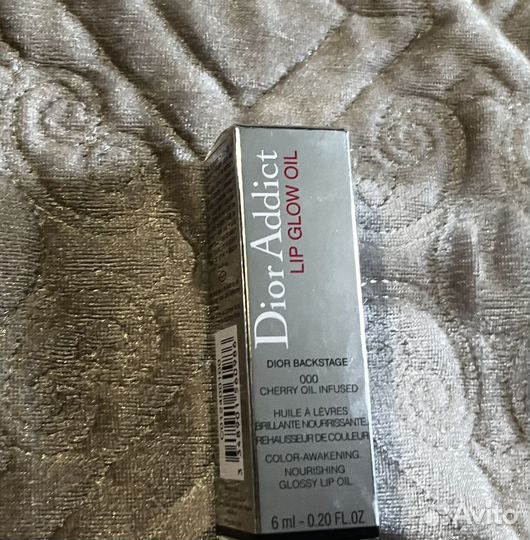 Dior Addict
LIP GLOW OIL
DIOR BACKSTAGE
000
CHERRY OIL INFUSED
HUILE À LÈVRES
BRILLANTE NOURRISSANTE,
REHAUSSEUR DE COULEUR
COLOR-AWAKENING,
NOURISHING
GLOSSY LIP OIL
6 ml - 0.20 FL.OZ
Avito